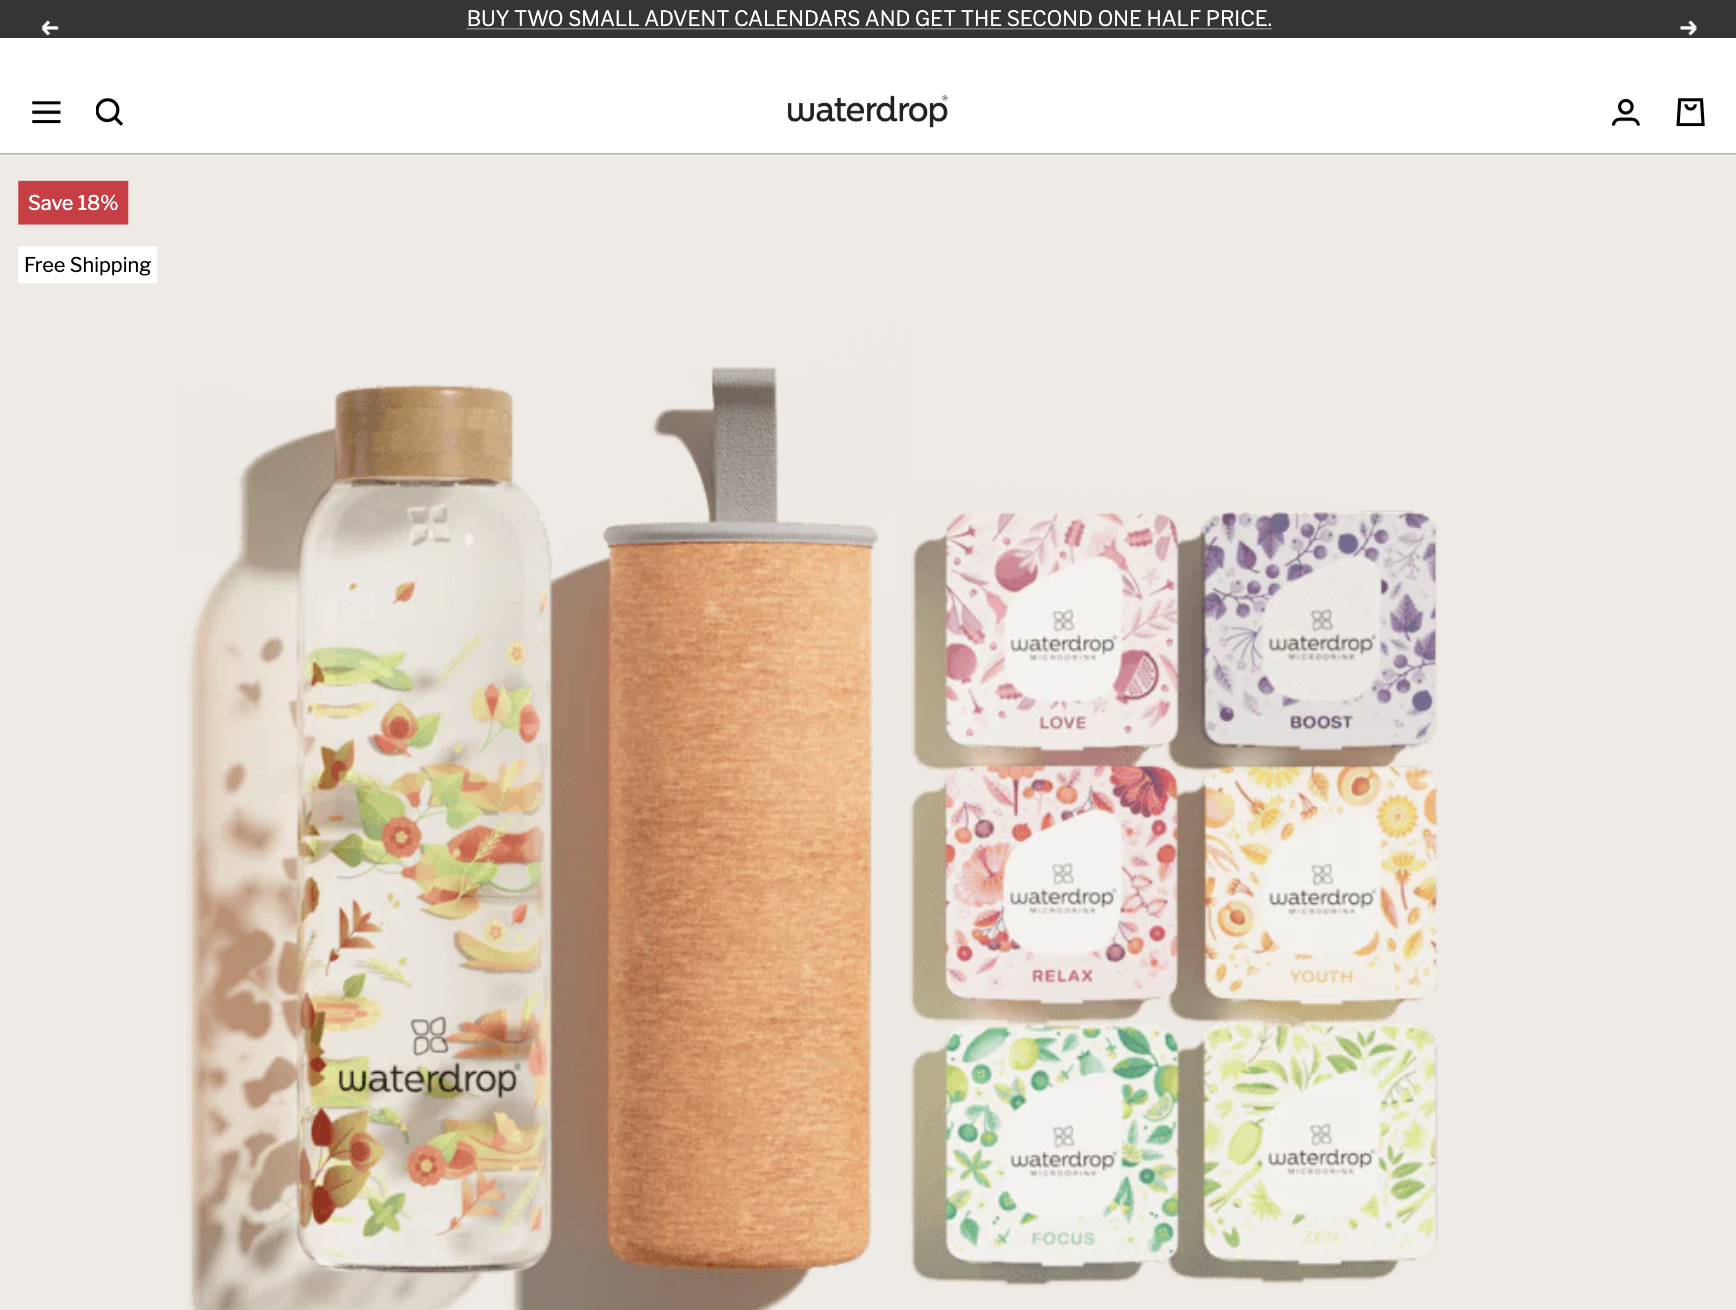 BUY TWO SMALL ADVENT CALENDARS AND GET THE SECOND ONE HALF PRICE.
waterdrop®
Save 18%
Free Shipping
waterdrop®
MICRODRINK
LOVE
waterdrop®
MICRODRINK
BOOST
waterdrop®
MICRODRINK
RELAX
waterdrop®
MICRODRINK
YOUTH
waterdrop®
waterdrop®
MICRODRINK
FOCUS
waterdrop®
MICRODRINK
ZEN